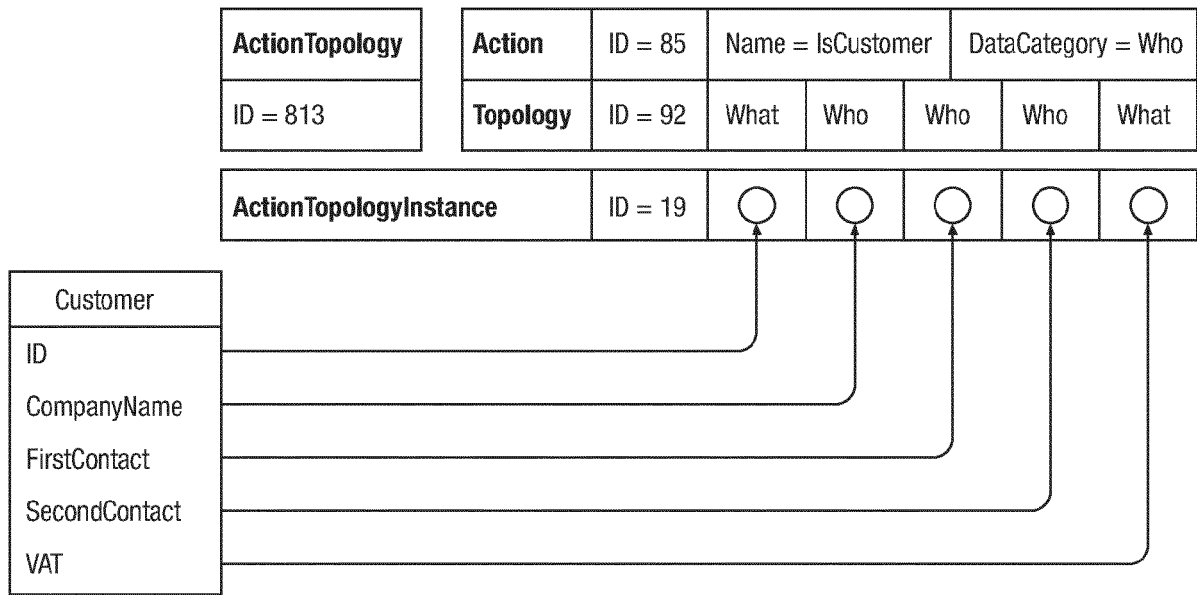 ActionTopology
Action ID = 85 Name = IsCustomer DataCategory = Who
ID = 813
Topology ID = 92 What Who Who Who What
ActionTopologyInstance ID = 19
Customer
ID
CompanyName
FirstContact
SecondContact
VAT